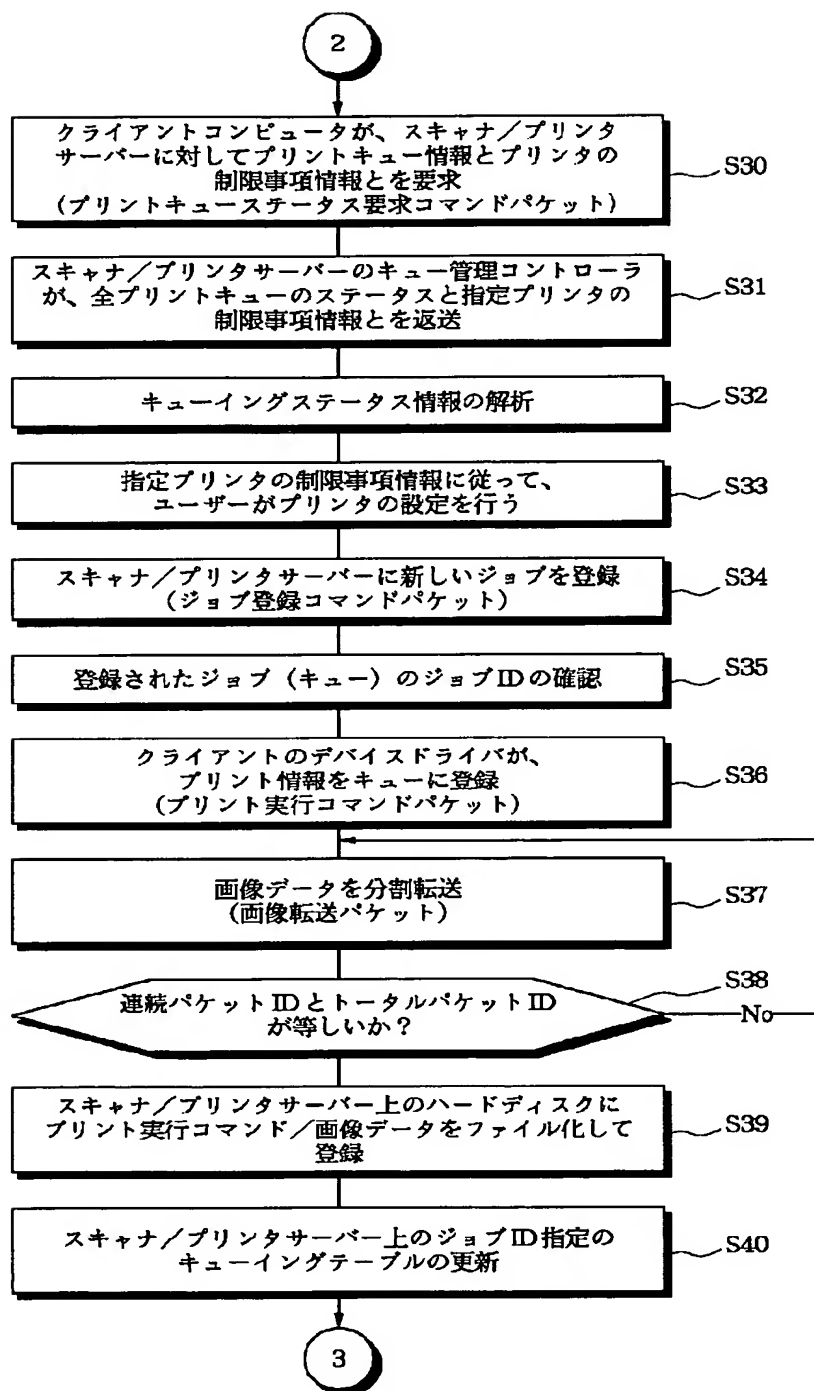 2
クライアントコンピュータが、スキャナ／プリンタ
サーバーに対してプリントキュー情報とプリンタの
制限事項情報とを要求
（プリントキューステータス要求コマンドパケット）
S30
スキャナ／プリンタサーバーのキュー管理コントローラ
が、全プリントキューのステータスと指定プリンタの
制限事項情報とを返送
S31
キューイングステータス情報の解析
S32
指定プリンタの制限事項情報に従って、
ユーザーがプリンタの設定を行う
S33
スキャナ／プリンタサーバーに新しいジョブを登録
（ジョブ登録コマンドパケット）
S34
登録されたジョブ（キュー）のジョブIDの確認
S35
クライアントのデバイスドライバが、
プリント情報をキューに登録
（プリント実行コマンドパケット）
S36
画像データを分割転送
（画像転送パケット）
S37
連続パケットIDとトータルパケットID
が等しいか？
S38
No
スキャナ／プリンタサーバー上のハードディスクに
プリント実行コマンド／画像データをファイル化して
登録
S39
スキャナ／プリンタサーバー上のジョブID指定の
キューイングテーブルの更新
S40
3